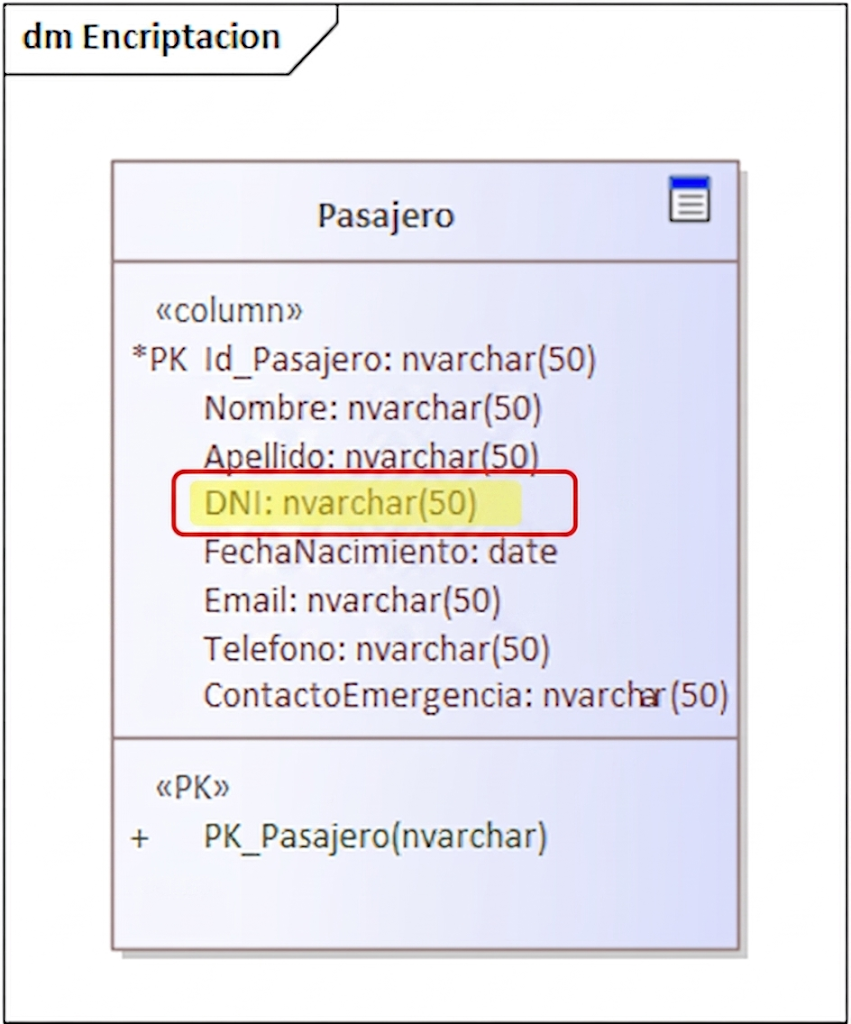 dm Encriptacion
Pasajero
«column»
*PK Id_Pasajero: nvarchar(50)
Nombre: nvarchar(50)
Apellido: nvarchar(50)
DNI: nvarchar(50)
FechaNacimiento: date
Email: nvarchar(50)
Telefono: nvarchar(50)
ContactoEmergencia: nvarchar(50)
«PK»
+ PK_Pasajero(nvarchar)